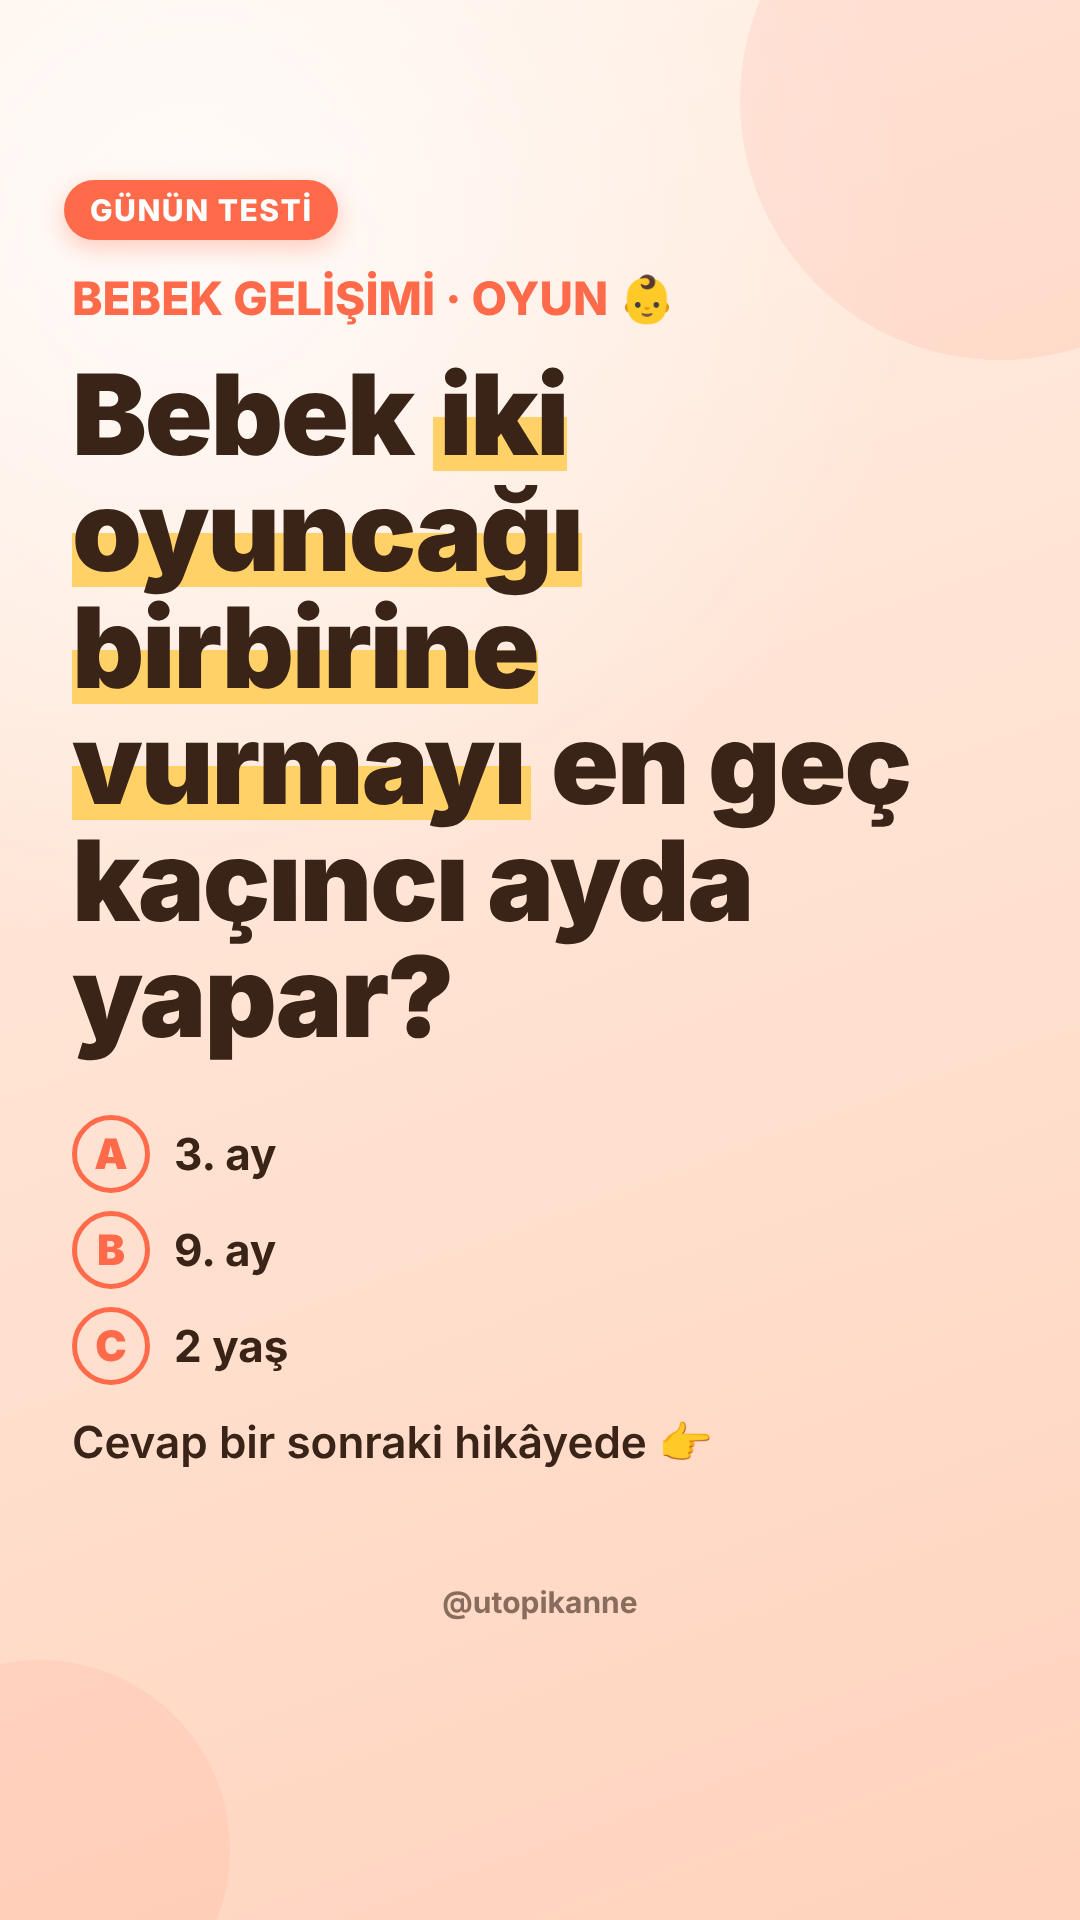 GÜNÜN TESTİ
BEBEK GELİŞİMİ · OYUN 👶
Bebek iki
oyuncağı
birbirine
vurmayı en geç
kaçıncı ayda
yapar?
A 3. ay
B 9. ay
C 2 yaş
Cevap bir sonraki hikâyede 👉
@utopikanne